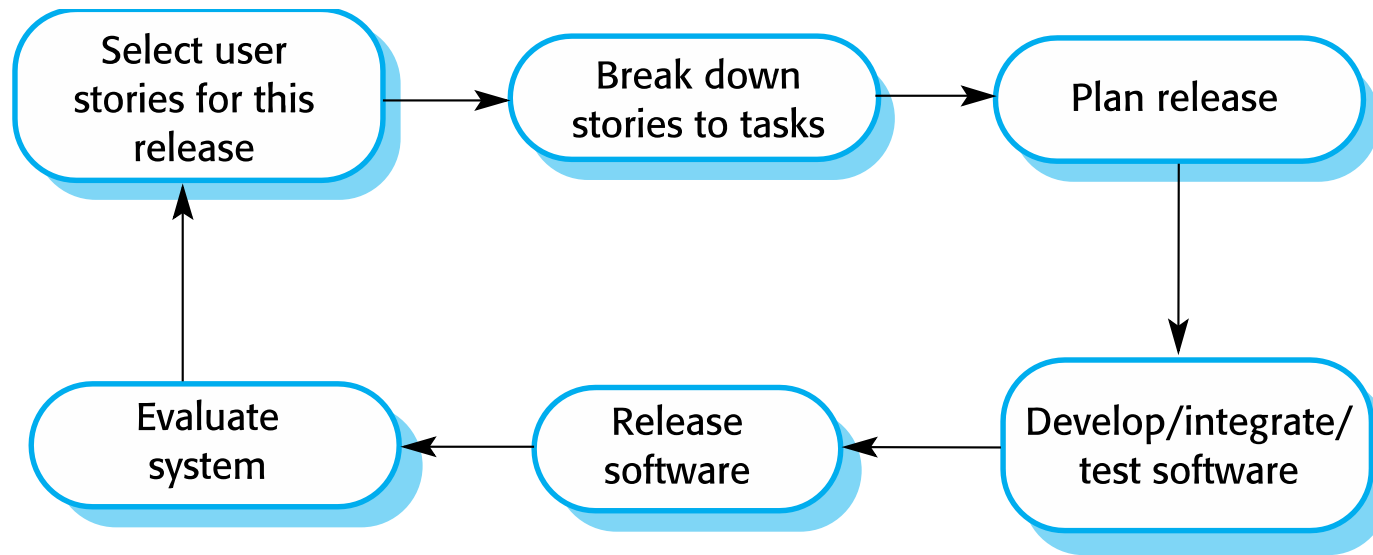 Select user
stories for this
release
Break down
stories to tasks
Plan release
Develop/integrate/
test software
Release
software
Evaluate
system